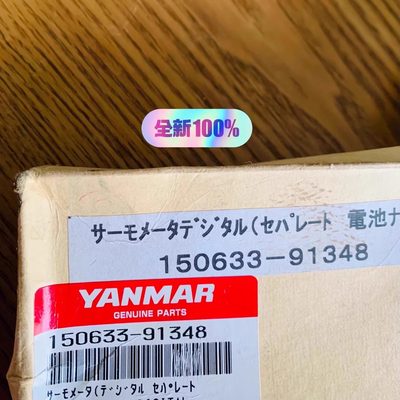 全新100%
サーモメータデジタル(セパレート 電池ナ
150633-91348
YANMAR
GENUINE PARTS
150633-91348
サーモメータ(デジタル セパレート